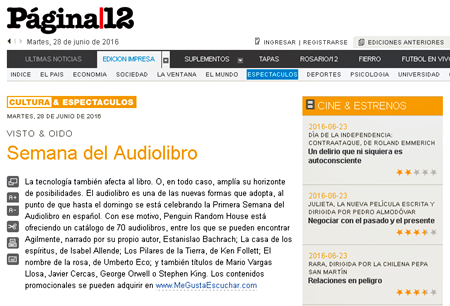 Página|12
Martes, 28 de junio de 2016
INGRESAR | REGISTRARSE
EDICIONES ANTERIORES
ULTIMAS NOTICIAS
EDICION IMPRESA
SUPLEMENTOS
TAPAS
ROSARIO/12
FIERRO
FUTBOL EN VIV
INDICE
EL PAIS
ECONOMIA
SOCIEDAD
LA VENTANA
EL MUNDO
ESPECTACULOS
DEPORTES
PSICOLOGIA
UNIVERSIDAD
CULTURA & ESPECTACULOS
MARTES, 28 DE JUNIO DE 2016
VISTO & OIDO
Semana del Audiolibro
La tecnología también afecta al libro. O, en todo caso, amplía su horizonte
de posibilidades. El audiolibro es una de las nuevas formas que adopta, al
punto de que hasta el domingo se está celebrando la Primera Semana del
Audiolibro en español. Con ese motivo, Penguin Random House está
ofreciendo un catálogo de 70 audiolibros, entre los que se pueden encontrar
Agilmente, narrado por su propio autor, Estanislao Bachrach; La casa de los
espíritus, de Isabel Allende; Los Pilares de la Tierra, de Ken Follett; El
nombre de la rosa, de Umberto Eco; y también títulos de Mario Vargas
Llosa, Javier Cercas, George Orwell o Stephen King. Los contenidos
promocionales se pueden adquirir en www.MeGustaEscuchar.com
A+
A-
CINE & ESTRENOS
2016-06-23
DÍA DE LA INDEPENDENCIA:
CONTRAATAQUE, DE ROLAND EMMERICH
Un delirio que ni siquiera es
autoconsciente
2016-06-23
JULIETA, LA NUEVA PELÍCULA ESCRITA Y
DIRIGIDA POR PEDRO ALMODÓVAR
Negociar con el pasado y el presente
2016-06-23
RARA, DIRIGIDA POR LA CHILENA PEPA
SAN MARTÍN
Relaciones en peligro